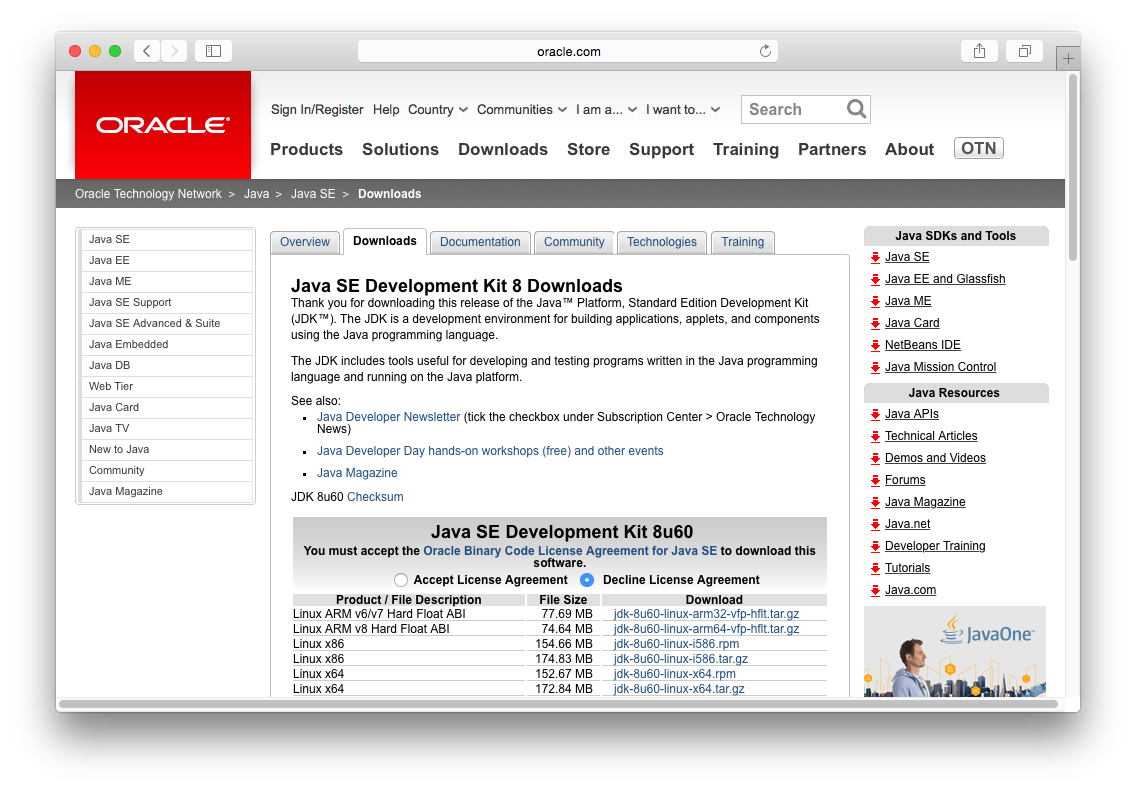 oracle.com
ORACLE
Sign In/Register Help Country Communities I am a... I want to... Search
Products Solutions Downloads Store Support Training Partners About OTN
Oracle Technology Network > Java > Java SE > Downloads
Java SE
Java EE
Java ME
Java SE Support
Java SE Advanced & Suite
Java Embedded
Java DB
Web Tier
Java Card
Java TV
New to Java
Community
Java Magazine
Overview Downloads Documentation Community Technologies Training
Java SE Development Kit 8 Downloads
Thank you for downloading this release of the Java™ Platform, Standard Edition Development Kit
(JDK™). The JDK is a development environment for building applications, applets, and components
using the Java programming language.
The JDK includes tools useful for developing and testing programs written in the Java programming
language and running on the Java platform.
See also:
Java Developer Newsletter (tick the checkbox under Subscription Center > Oracle Technology
News)
Java Developer Day hands-on workshops (free) and other events
Java Magazine
JDK 8u60 Checksum
Java SE Development Kit 8u60
You must accept the Oracle Binary Code License Agreement for Java SE to download this
software.
Accept License Agreement Decline License Agreement
Product / File Description File Size Download
Linux ARM v6/v7 Hard Float ABI 77.69 MB jdk-8u60-linux-arm32-vfp-hflt.tar.gz
Linux ARM v8 Hard Float ABI 74.64 MB jdk-8u60-linux-arm64-vfp-hflt.tar.gz
Linux x86 154.66 MB jdk-8u60-linux-i586.rpm
Linux x86 174.83 MB jdk-8u60-linux-i586.tar.gz
Linux x64 152.67 MB jdk-8u60-linux-x64.rpm
Linux x64 172.84 MB jdk-8u60-linux-x64.tar.gz
Java SDKs and Tools
Java SE
Java EE and Glassfish
Java ME
Java Card
NetBeans IDE
Java Mission Control
Java Resources
Java APIs
Technical Articles
Demos and Videos
Forums
Java Magazine
Java.net
Developer Training
Tutorials
Java.com
JavaOne™